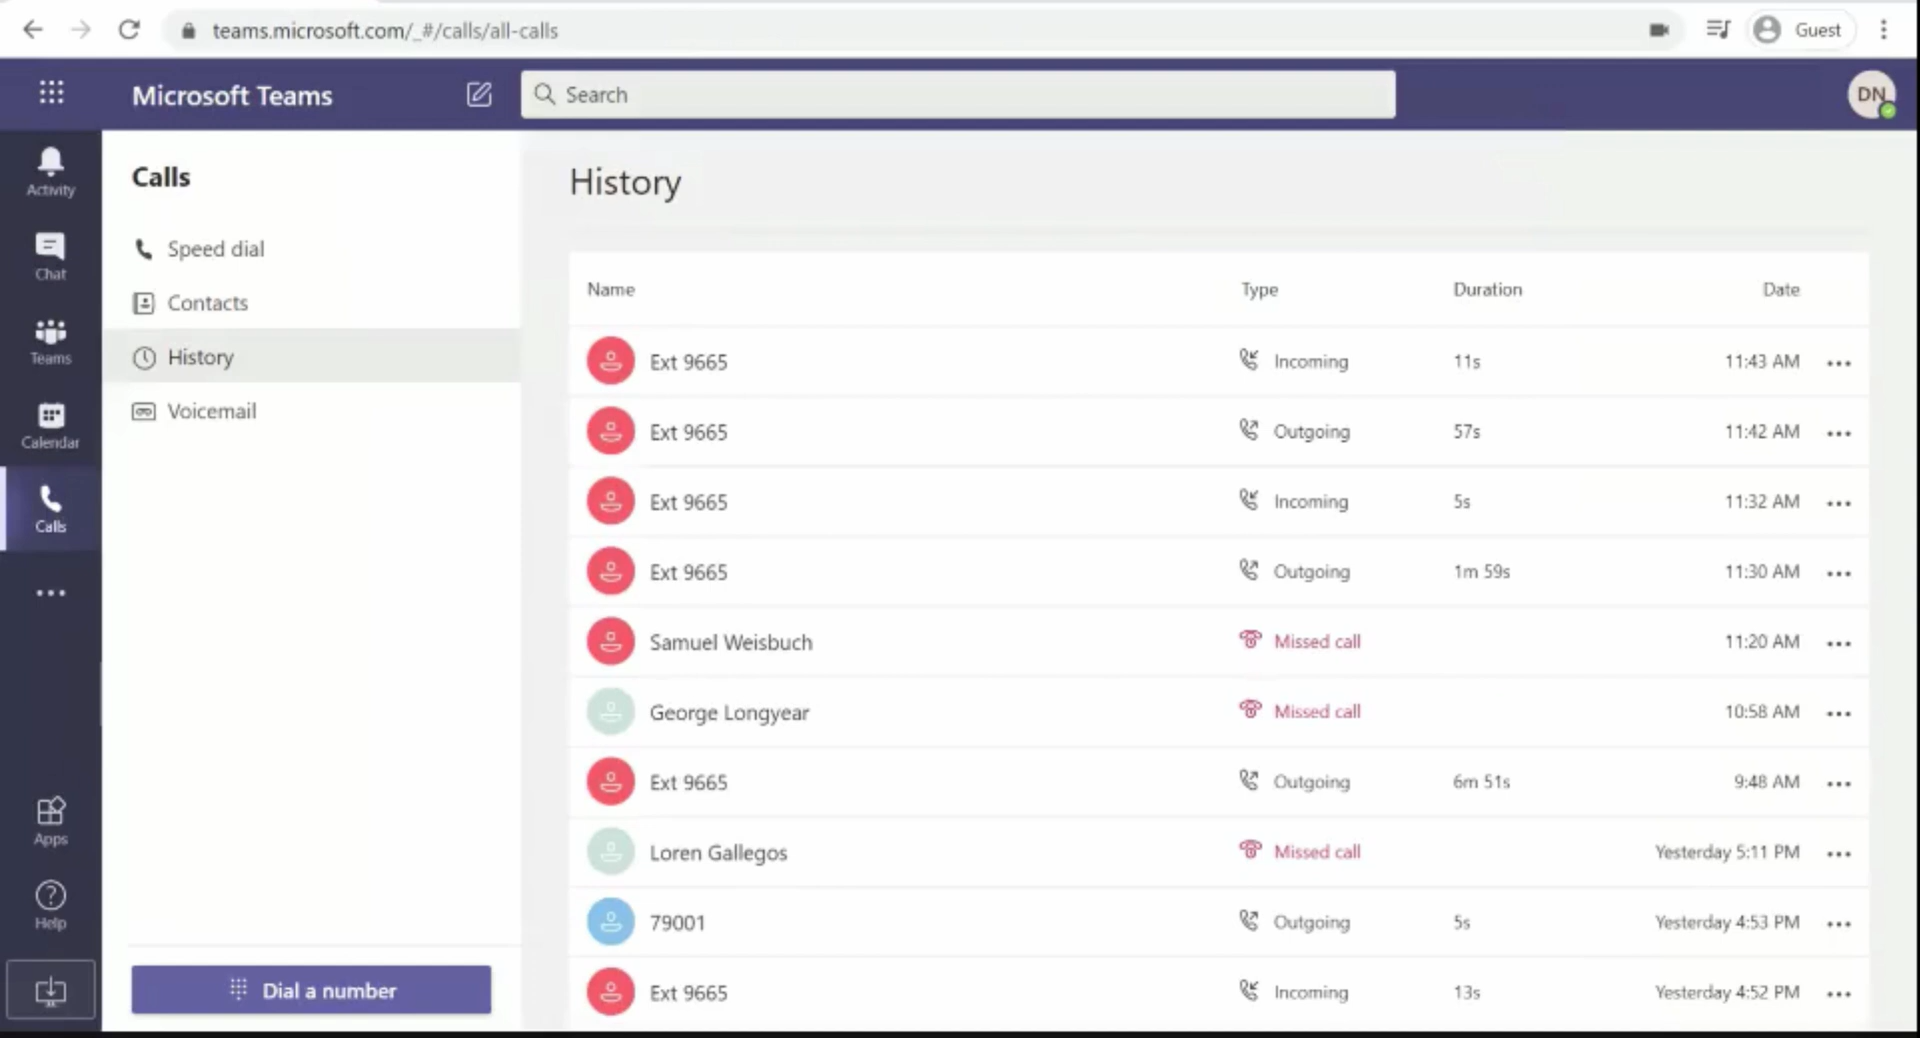 teams.microsoft.com/_#/calls/all-calls
Guest
Microsoft Teams
Search
DN
Activity
Chat
Teams
Calendar
Calls
Apps
Help
Calls
Speed dial
Contacts
History
Voicemail
Dial a number
History
Name Type Duration Date
Ext 9665 Incoming 11s 11:43 AM
Ext 9665 Outgoing 57s 11:42 AM
Ext 9665 Incoming 5s 11:32 AM
Ext 9665 Outgoing 1m 59s 11:30 AM
Samuel Weisbuch Missed call 11:20 AM
George Longyear Missed call 10:58 AM
Ext 9665 Outgoing 6m 51s 9:48 AM
Loren Gallegos Missed call Yesterday 5:11 PM
79001 Outgoing 5s Yesterday 4:53 PM
Ext 9665 Incoming 13s Yesterday 4:52 PM